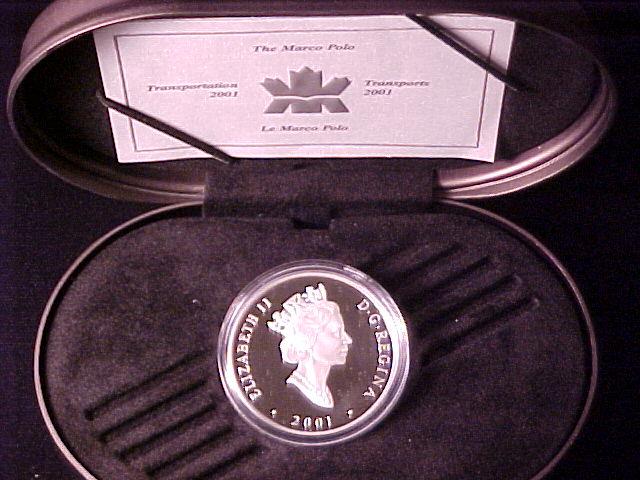 The Marco Polo
Transportation
2001
Transports
2001
Le Marco Polo
ELIZABETH II
D·G·REGINA
2001